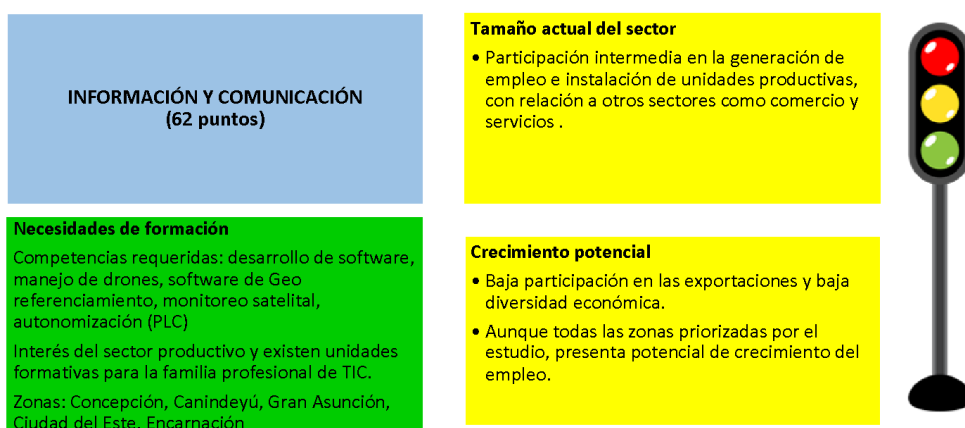 INFORMACIÓN Y COMUNICACIÓN
(62 puntos)
Tamaño actual del sector
• Participación intermedia en la generación de
empleo e instalación de unidades productivas,
con relación a otros sectores como comercio y
servicios .
Necesidades de formación
Competencias requeridas: desarrollo de software,
manejo de drones, software de Geo
referenciamiento, monitoreo satelital,
autonomización (PLC)
Interés del sector productivo y existen unidades
formativas para la familia profesional de TIC.
Zonas: Concepción, Canindeyú, Gran Asunción,
Ciudad del Este, Encarnación
Crecimiento potencial
• Baja participación en las exportaciones y baja
diversidad económica.
• Aunque todas las zonas priorizadas por el
estudio, presenta potencial de crecimiento del
empleo.